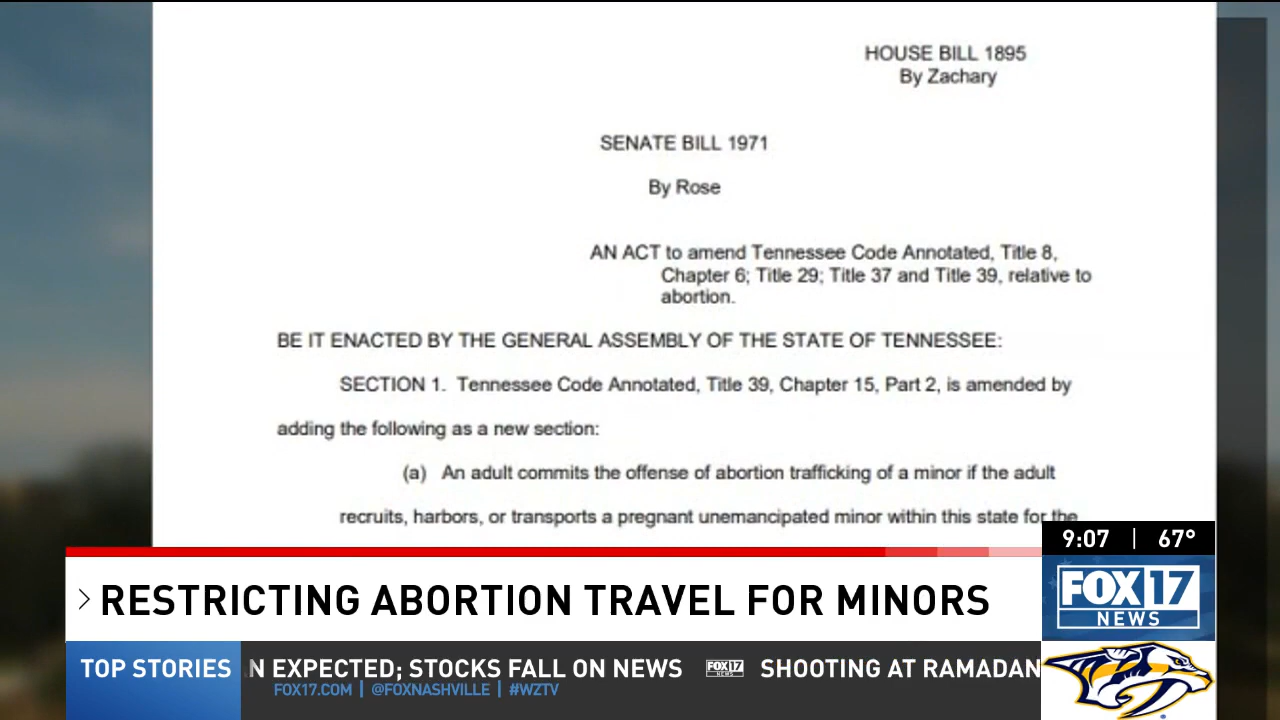 HOUSE BILL 1895
By Zachary
SENATE BILL 1971
By Rose
AN ACT to amend Tennessee Code Annotated, Title 8,
Chapter 6; Title 29; Title 37 and Title 39, relative to
abortion.
BE IT ENACTED BY THE GENERAL ASSEMBLY OF THE STATE OF TENNESSEE:
SECTION 1. Tennessee Code Annotated, Title 39, Chapter 15, Part 2, is amended by
adding the following as a new section:
(a) An adult commits the offense of abortion trafficking of a minor if the adult
recruits, harbors, or transports a pregnant unemancipated minor within this state for the
9:07 | 67°
FOX 17
NEWS
> RESTRICTING ABORTION TRAVEL FOR MINORS
TOP STORIES N EXPECTED; STOCKS FALL ON NEWS FOX 17 NEWS SHOOTING AT RAMADAN
FOX17.COM | @FOXNASHVILLE | #WZTV